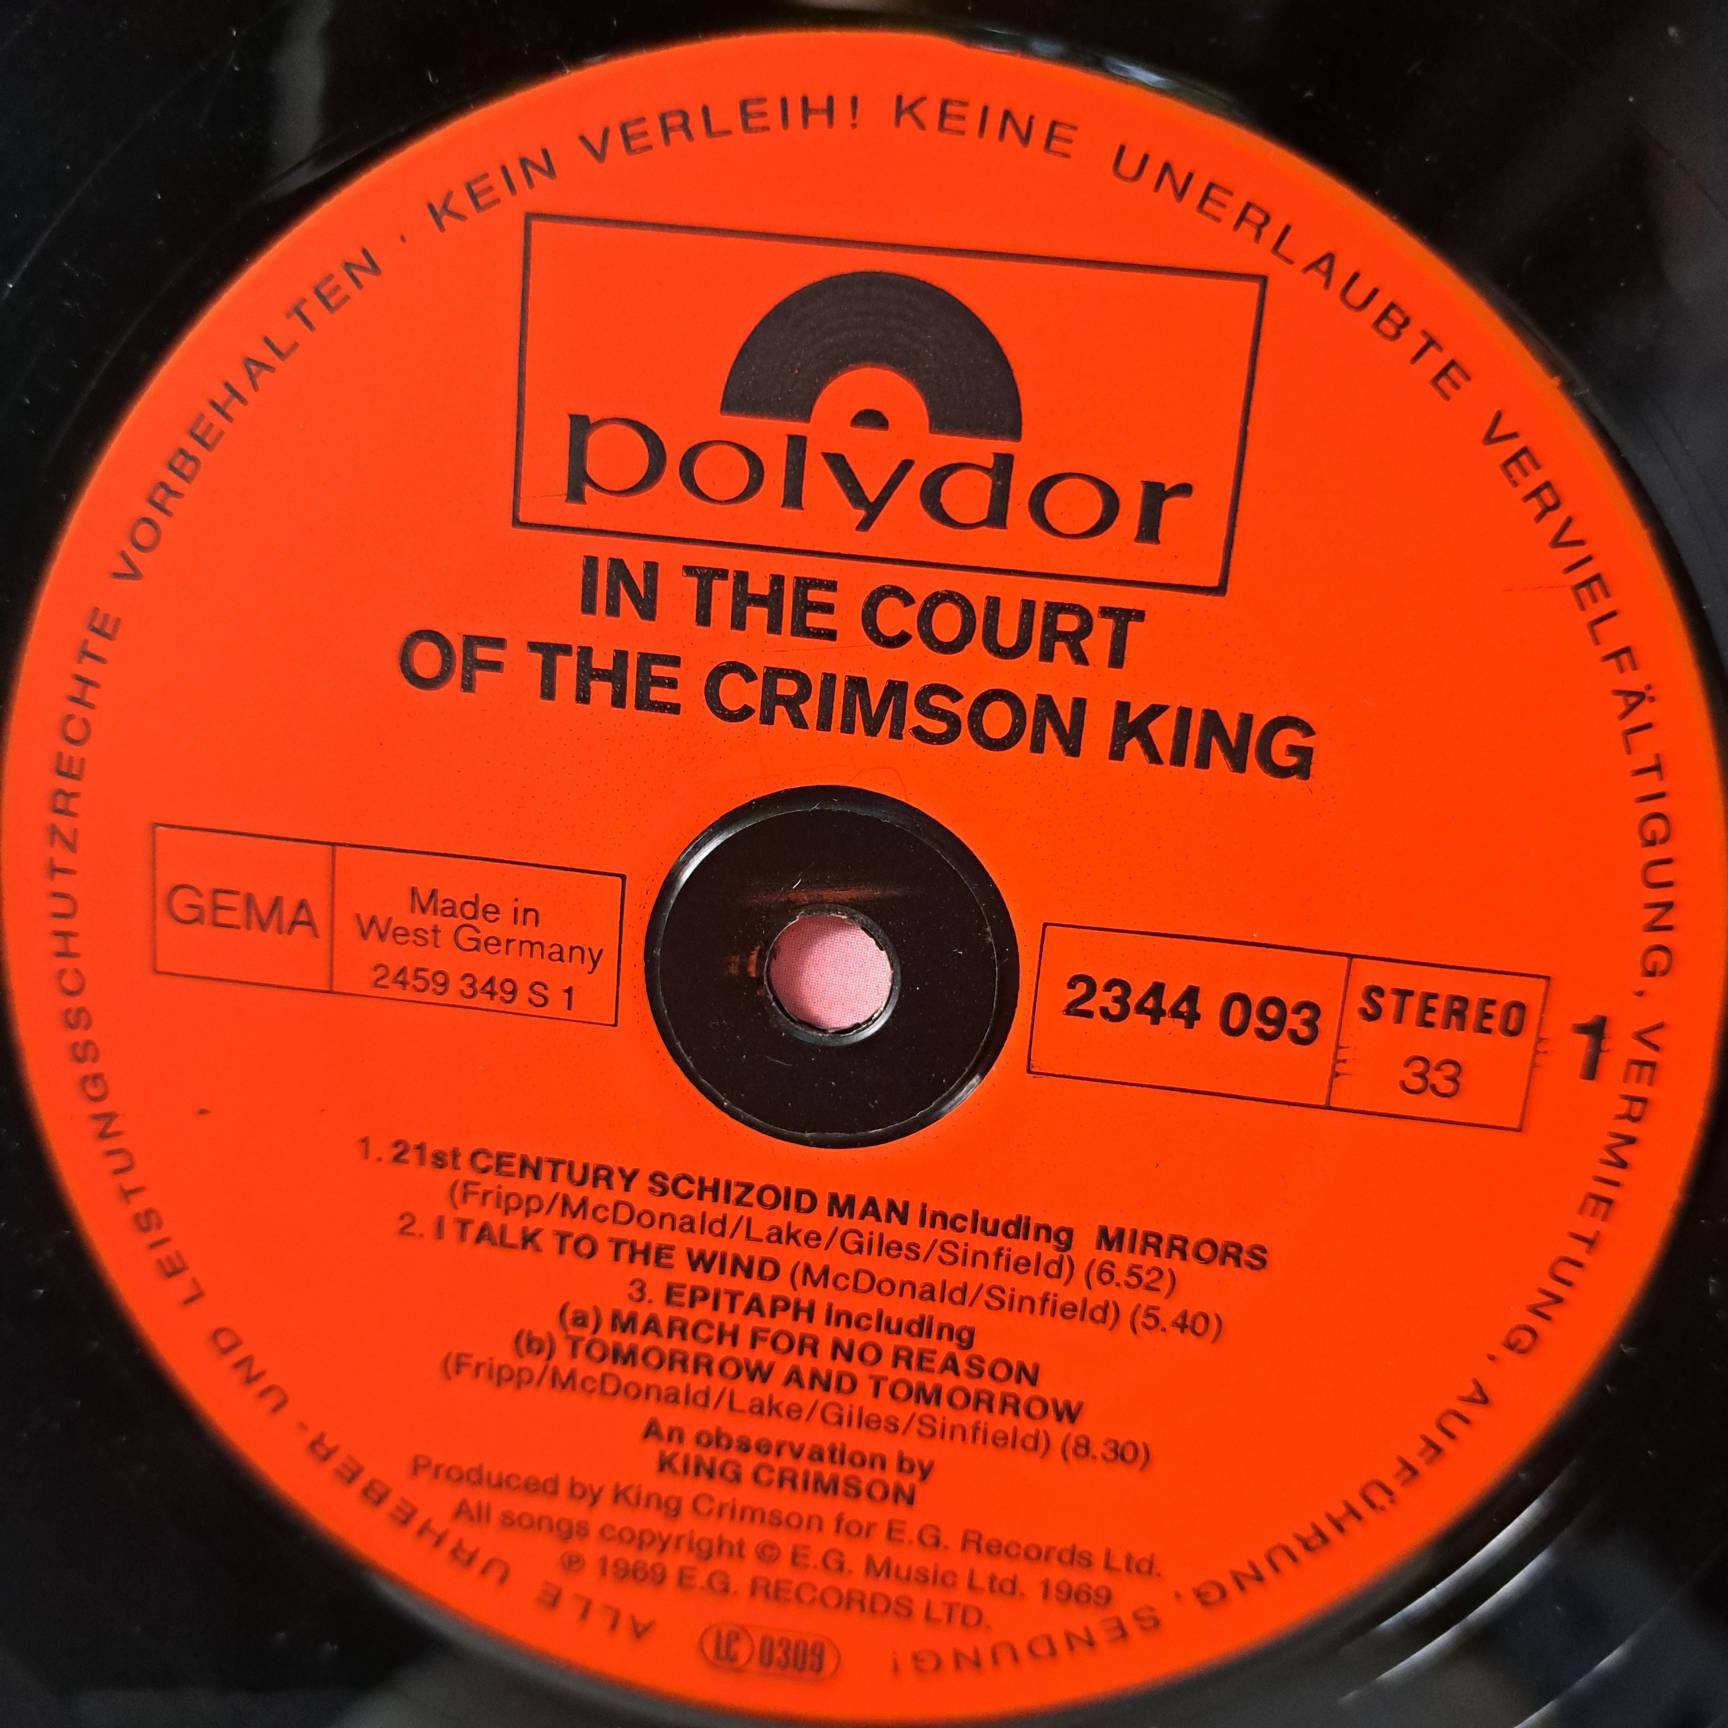 ALLE URHEBER- UND LEISTUNGSSCHUTZRECHTE VORBEHALTEN · KEIN VERLEIH! KEINE UNERLAUBTE VERVIELFÄLTIGUNG, VERMIETUNG, AUFFÜHRUNG, SENDUNG!
polydor
IN THE COURT
OF THE CRIMSON KING
GEMA
Made in
West Germany
2459 349 S 1
2344 093
STEREO
33
1
1. 21st CENTURY SCHIZOID MAN including MIRRORS
(Fripp/McDonald/Lake/Giles/Sinfield) (6.52)
2. I TALK TO THE WIND (McDonald/Sinfield) (5.40)
3. EPITAPH including
(a) MARCH FOR NO REASON
(b) TOMORROW AND TOMORROW
(Fripp/McDonald/Lake/Giles/Sinfield) (8.30)
An observation by
KING CRIMSON
Produced by King Crimson for E.G. Records Ltd.
All songs copyright © E.G. Music Ltd. 1969
℗ 1969 E.G. RECORDS LTD.
LC 0309